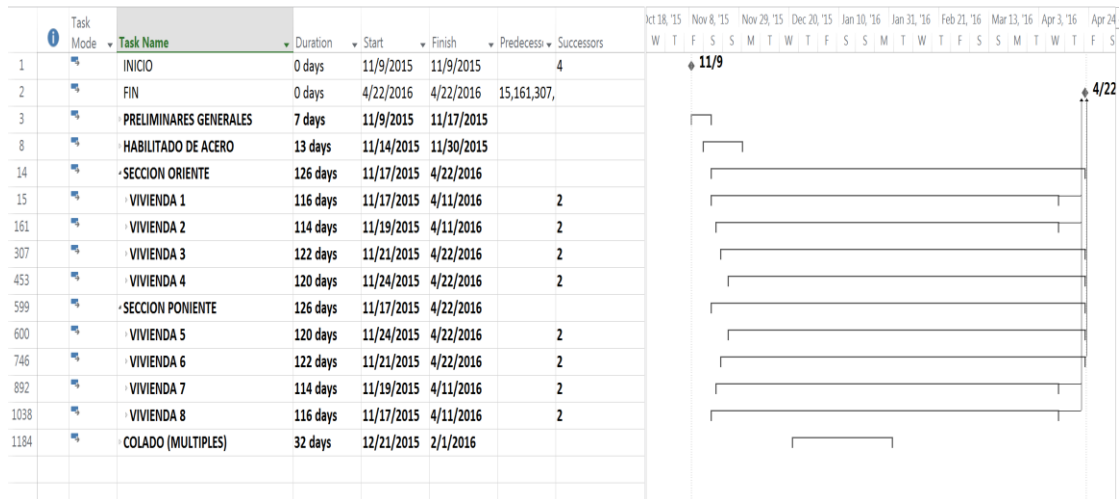 Task
Mode Task Name Duration Start Finish Predecess Successors
ct 18, '15 Nov 8, '15 Nov 29, '15 Dec 20, '15 Jan 10, '16 Jan 31, '16 Feb 21, '16 Mar 13, '16 Apr 3, '16 Apr 24,
W T F S S M T W T F S S M T W T F S S M T W T F S
1 INICIO 0 days 11/9/2015 11/9/2015 4 11/9
2 FIN 0 days 4/22/2016 4/22/2016 15,161,307, 4/22
3 PRELIMINARES GENERALES 7 days 11/9/2015 11/17/2015
8 HABILITADO DE ACERO 13 days 11/14/2015 11/30/2015
14 SECCION ORIENTE 126 days 11/17/2015 4/22/2016
15 VIVIENDA 1 116 days 11/17/2015 4/11/2016 2
161 VIVIENDA 2 114 days 11/19/2015 4/11/2016 2
307 VIVIENDA 3 122 days 11/21/2015 4/22/2016 2
453 VIVIENDA 4 120 days 11/24/2015 4/22/2016 2
599 SECCION PONIENTE 126 days 11/17/2015 4/22/2016
600 VIVIENDA 5 120 days 11/24/2015 4/22/2016 2
746 VIVIENDA 6 122 days 11/21/2015 4/22/2016 2
892 VIVIENDA 7 114 days 11/19/2015 4/11/2016 2
1038 VIVIENDA 8 116 days 11/17/2015 4/11/2016 2
1184 COLADO (MULTIPLES) 32 days 12/21/2015 2/1/2016